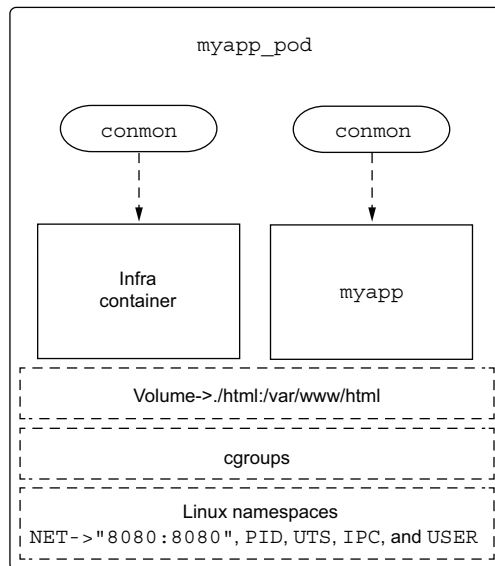 myapp_pod
conmon
conmon
Infra
container
myapp
Volume->./html:/var/www/html
cgroups
Linux namespaces
NET->"8080:8080", PID, UTS, IPC, and USER